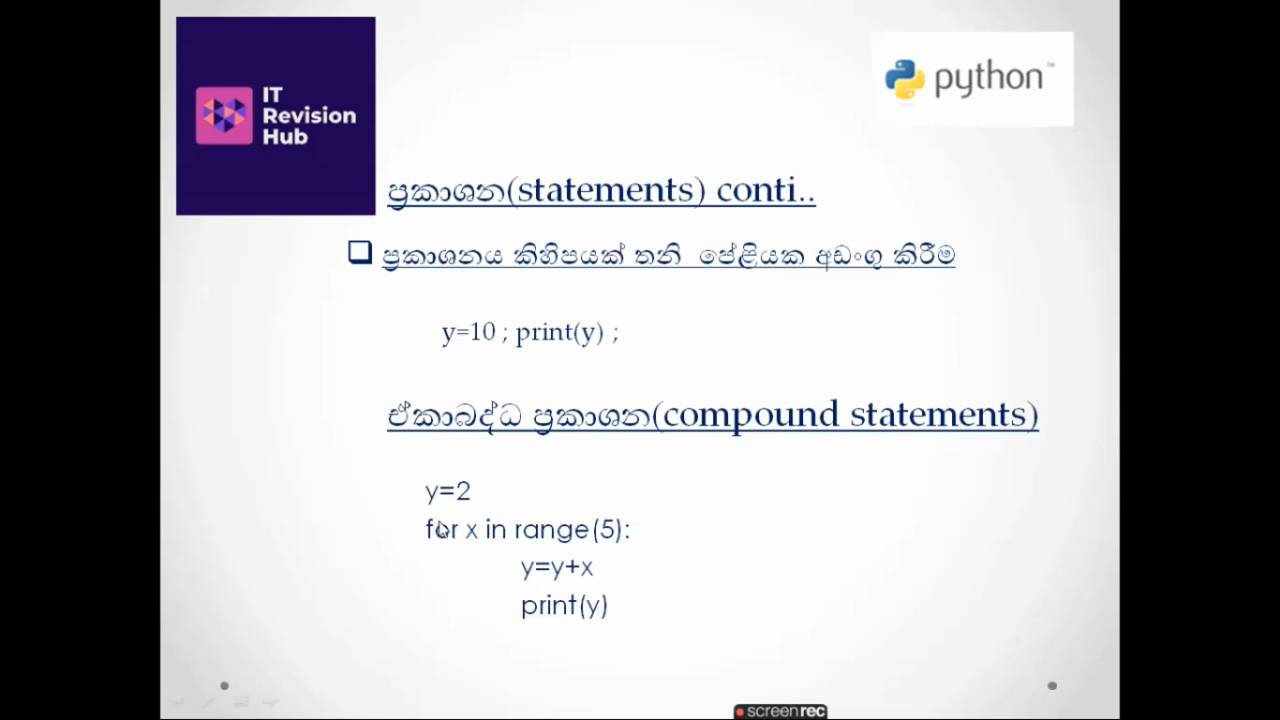 IT
Revision
Hub
python™
ප්‍රකාශන(statements) conti..
ප්‍රකාශනය කිහිපයක් තනි පේළියක අඩංගු කිරීම
y=10 ; print(y) ;
ඒකාබද්ධ ප්‍රකාශන(compound statements)
y=2
for x in range(5):
y=y+x
print(y)
screenrec